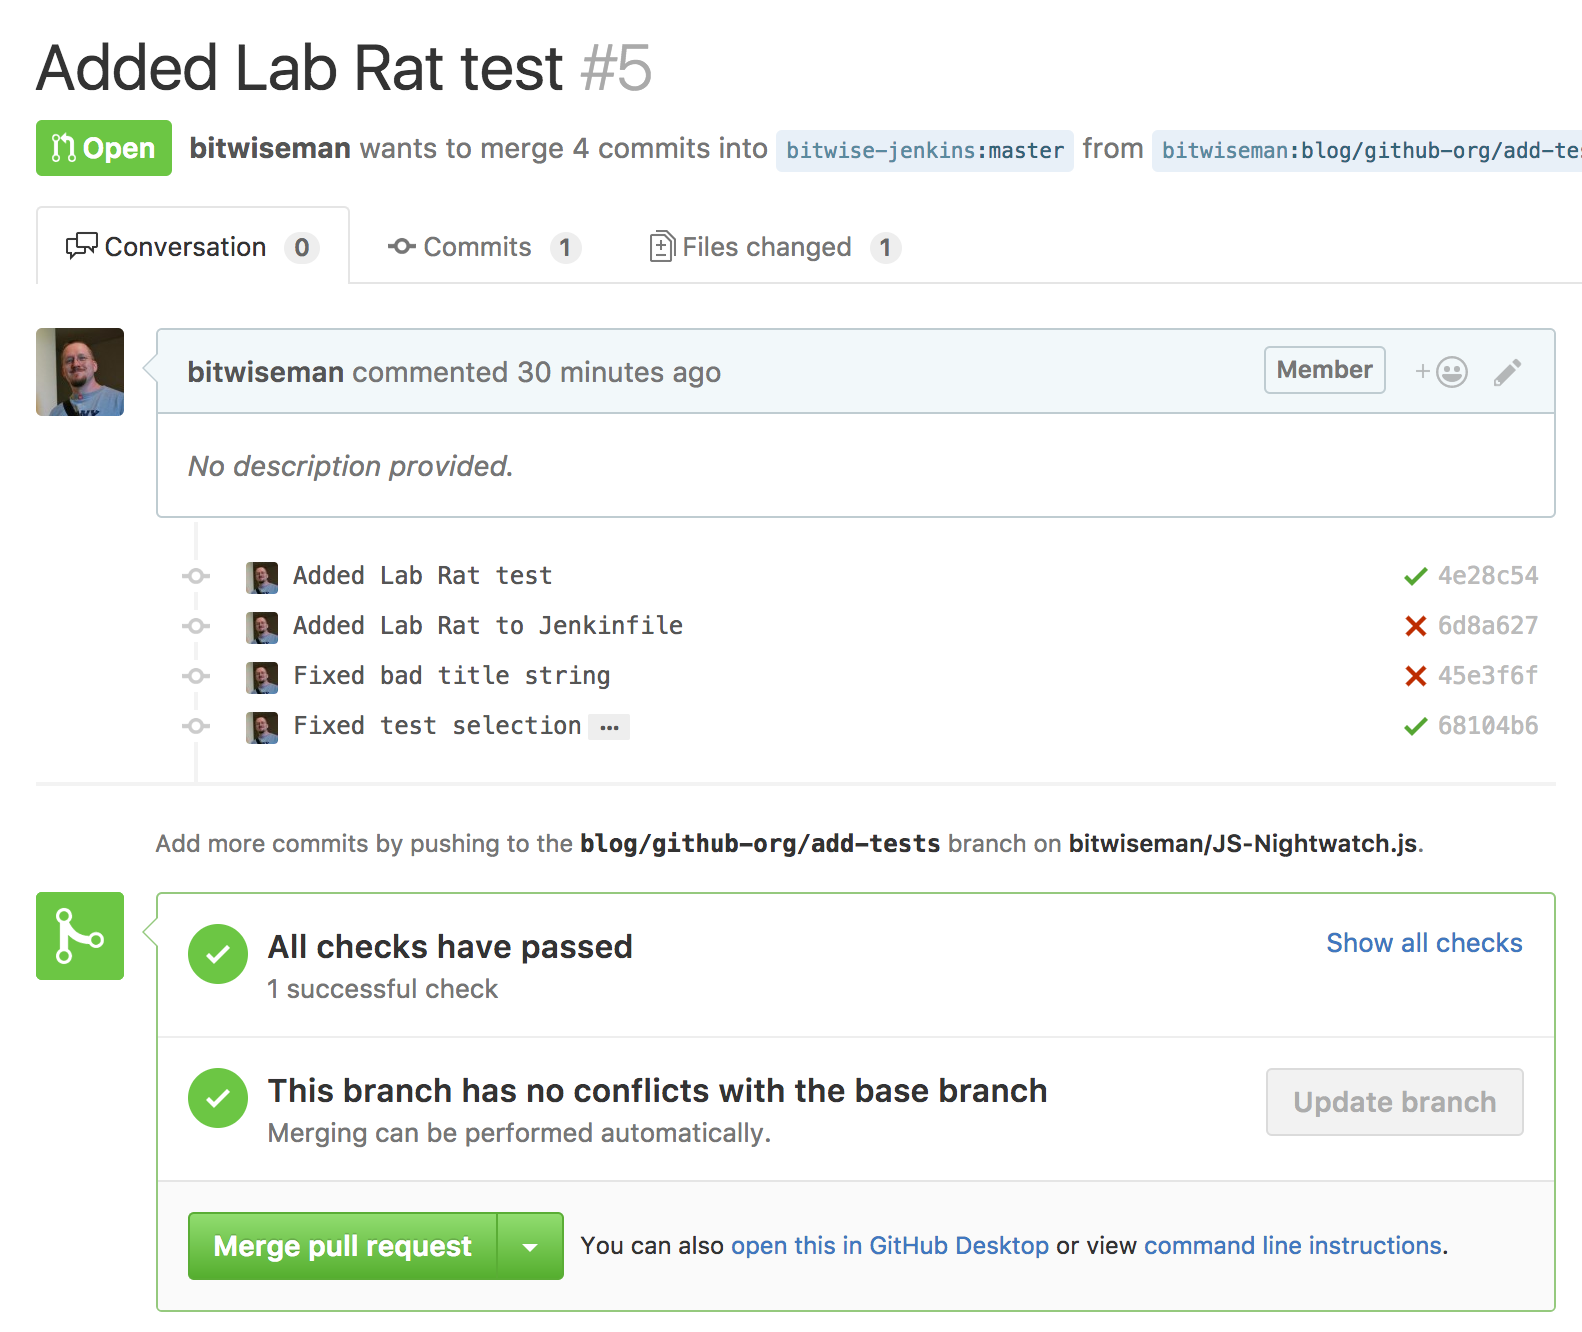 Added Lab Rat test #5
Open bitwiseman wants to merge 4 commits into bitwise-jenkins:master from bitwiseman:blog/github-org/add-tes
Conversation 0 Commits 1 Files changed 1
bitwiseman commented 30 minutes ago Member +
No description provided.
Added Lab Rat test 4e28c54
Added Lab Rat to Jenkinfile 6d8a627
Fixed bad title string 45e3f6f
Fixed test selection … 68104b6
Add more commits by pushing to the blog/github-org/add-tests branch on bitwiseman/JS-Nightwatch.js.
All checks have passed Show all checks
1 successful check
This branch has no conflicts with the base branch Update branch
Merging can be performed automatically.
Merge pull request You can also open this in GitHub Desktop or view command line instructions.